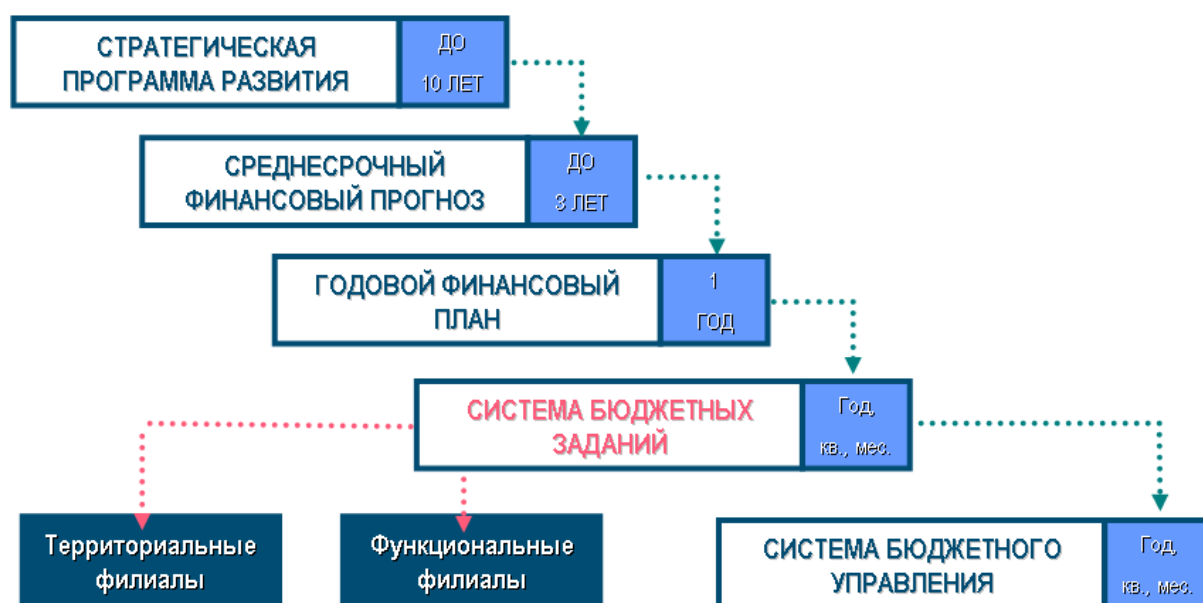 СТРАТЕГИЧЕСКАЯ
ПРОГРАММА РАЗВИТИЯ
ДО
10 ЛЕТ
СРЕДНЕСРОЧНЫЙ
ФИНАНСОВЫЙ ПРОГНОЗ
ДО
3 ЛЕТ
ГОДОВОЙ ФИНАНСОВЫЙ
ПЛАН
1
ГОД
СИСТЕМА БЮДЖЕТНЫХ
ЗАДАНИЙ
Год,
кв., мес.
Территориальные
филиалы
Функциональные
филиалы
СИСТЕМА БЮДЖЕТНОГО
УПРАВЛЕНИЯ
Год,
кв., мес.